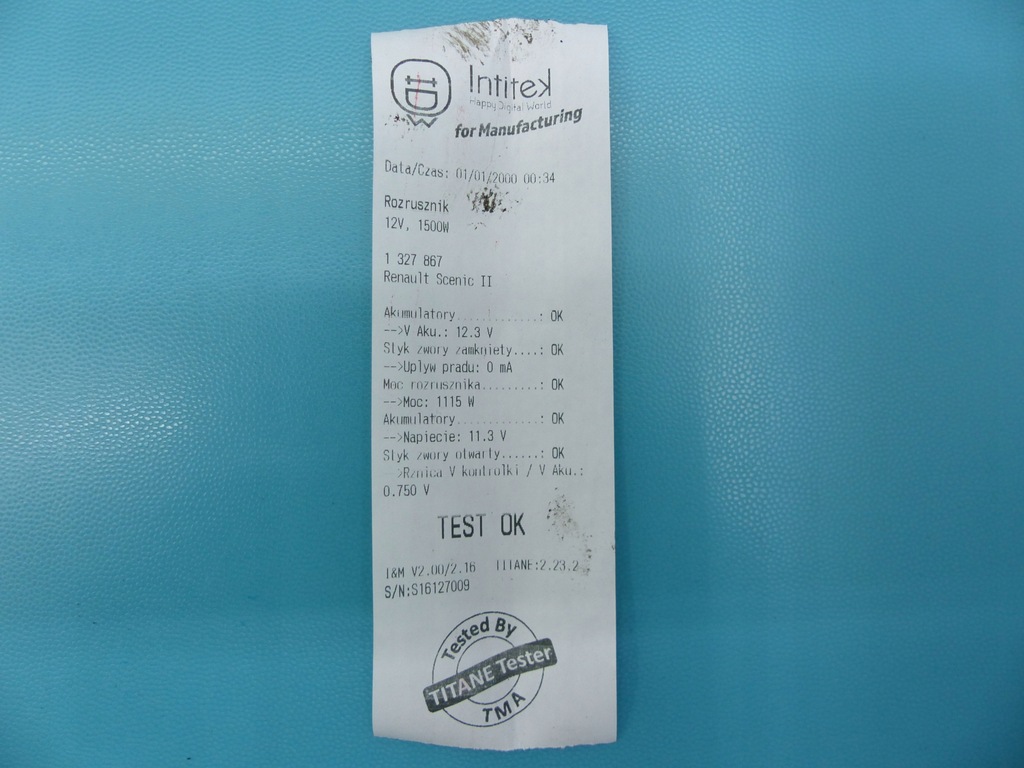 Intitek
Happy Digital World
for Manufacturing
Data/Czas: 01/01/2000 00:34
Rozrusznik
12V, 1500W
1 327 867
Renault Scenic II
Akumulatory.............: OK
-->V Aku.: 12.3 V
Styk zwory zamkniety....: OK
-->Uplyw pradu: 0 mA
Moc rozrusznika.........: OK
-->Moc: 1115 W
Akumulatory.............: OK
-->Napiecie: 11.3 V
Styk zwory otwarty......: OK
-->Rznica V kontrolki / V Aku.:
0.750 V
TEST OK
I&M V2.00/2.16 TITANE:2.23.2
S/N:S16127009
Tested By
TITANE Tester
TMA